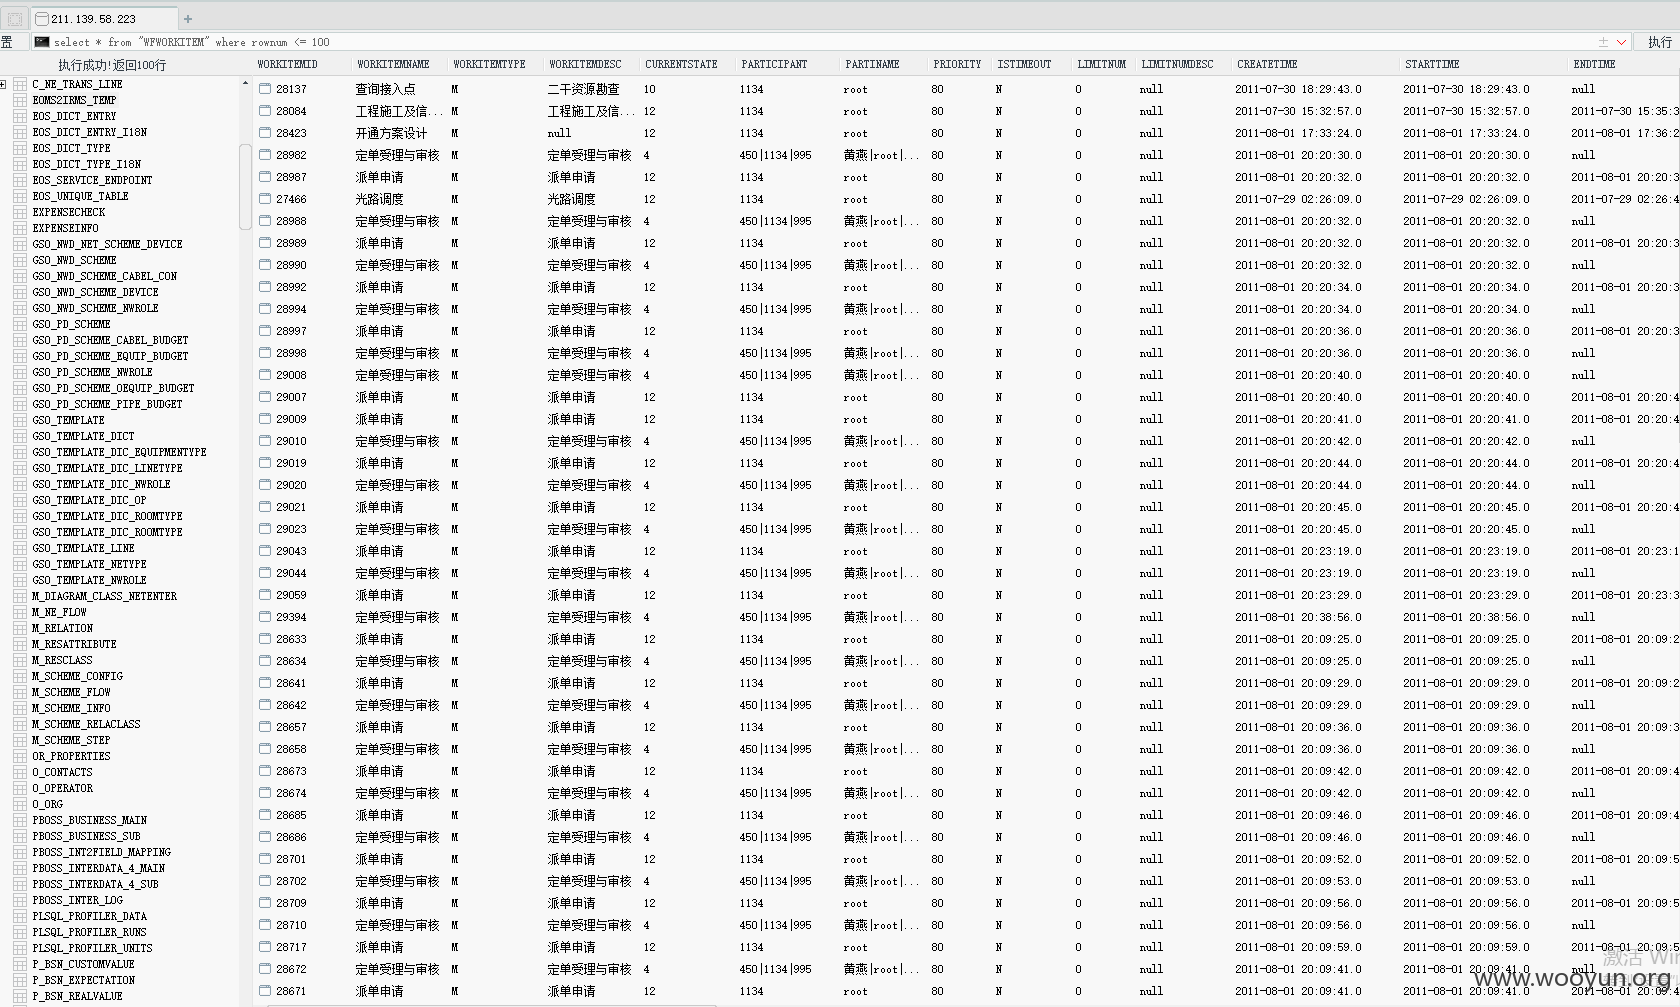 211.139.58.223 +
置 select * from "WFWORKITEM" where rownum <= 100 执行
执行成功!返回100行
C_NE_TRANS_LINE
EOMS2IRMS_TEMP
EOS_DICT_ENTRY
EOS_DICT_ENTRY_I18N
EOS_DICT_TYPE
EOS_DICT_TYPE_I18N
EOS_SERVICE_ENDPOINT
EOS_UNIQUE_TABLE
EXPENSECHECK
EXPENSEINFO
GSO_NWD_NET_SCHEME_DEVICE
GSO_NWD_SCHEME
GSO_NWD_SCHEME_CABEL_CON
GSO_NWD_SCHEME_DEVICE
GSO_NWD_SCHEME_NWROLE
GSO_PD_SCHEME
GSO_PD_SCHEME_CABEL_BUDGET
GSO_PD_SCHEME_EQUIP_BUDGET
GSO_PD_SCHEME_NWROLE
GSO_PD_SCHEME_OEQUIP_BUDGET
GSO_PD_SCHEME_PIPE_BUDGET
GSO_TEMPLATE
GSO_TEMPLATE_DICT
GSO_TEMPLATE_DIC_EQUIPMENTYPE
GSO_TEMPLATE_DIC_LINETYPE
GSO_TEMPLATE_DIC_NWROLE
GSO_TEMPLATE_DIC_OP
GSO_TEMPLATE_DIC_ROOMTYPE
GSO_TEMPLATE_DIC_ROOMTYPE
GSO_TEMPLATE_LINE
GSO_TEMPLATE_NETYPE
GSO_TEMPLATE_NWROLE
M_DIAGRAM_CLASS_NETENTER
M_NE_FLOW
M_RELATION
M_RESATTRIBUTE
M_RESCLASS
M_SCHEME_CONFIG
M_SCHEME_FLOW
M_SCHEME_INFO
M_SCHEME_RELACLASS
M_SCHEME_STEP
OR_PROPERTIES
O_CONTACTS
O_OPERATOR
O_ORG
PBOSS_BUSINESS_MAIN
PBOSS_BUSINESS_SUB
PBOSS_INT2FIELD_MAPPING
PBOSS_INTERDATA_4_MAIN
PBOSS_INTERDATA_4_SUB
PBOSS_INTER_LOG
PLSQL_PROFILER_DATA
PLSQL_PROFILER_RUNS
PLSQL_PROFILER_UNITS
P_BSN_CUSTOMVALUE
P_BSN_EXPECTATION
P_BSN_REALVALUE
WORKITEMID WORKITEMNAME WORKITEMTYPE WORKITEMDESC CURRENTSTATE PARTICIPANT PARTINAME PRIORITY ISTIMEOUT LIMITNUM LIMITNUMDESC CREATETIME STARTTIME ENDTIME
28137 查询接入点 M 二干资源勘查 10 1134 root 80 N 0 null 2011-07-30 18:29:43.0 2011-07-30 18:29:43.0 null
28084 工程施工及信... M 工程施工及信... 12 1134 root 80 N 0 null 2011-07-30 15:32:57.0 2011-07-30 15:32:57.0 2011-07-30 15:35:3
28423 开通方案设计 M null 12 1134 root 80 N 0 null 2011-08-01 17:33:24.0 2011-08-01 17:33:24.0 2011-08-01 17:36:2
28982 定单受理与审核 M 定单受理与审核 4 450|1134|995 黄燕|root|... 80 N 0 null 2011-08-01 20:20:30.0 2011-08-01 20:20:30.0 null
28987 派单申请 M 派单申请 12 1134 root 80 N 0 null 2011-08-01 20:20:32.0 2011-08-01 20:20:32.0 2011-08-01 20:20:3
27466 光路调度 M 光路调度 12 1134 root 80 N 0 null 2011-07-29 02:26:09.0 2011-07-29 02:26:09.0 2011-07-29 02:26:4
28988 定单受理与审核 M 定单受理与审核 4 450|1134|995 黄燕|root|... 80 N 0 null 2011-08-01 20:20:32.0 2011-08-01 20:20:32.0 null
28989 派单申请 M 派单申请 12 1134 root 80 N 0 null 2011-08-01 20:20:32.0 2011-08-01 20:20:32.0 2011-08-01 20:20:3
28990 定单受理与审核 M 定单受理与审核 4 450|1134|995 黄燕|root|... 80 N 0 null 2011-08-01 20:20:32.0 2011-08-01 20:20:32.0 null
28992 派单申请 M 派单申请 12 1134 root 80 N 0 null 2011-08-01 20:20:34.0 2011-08-01 20:20:34.0 2011-08-01 20:20:3
28994 定单受理与审核 M 定单受理与审核 4 450|1134|995 黄燕|root|... 80 N 0 null 2011-08-01 20:20:34.0 2011-08-01 20:20:34.0 null
28997 派单申请 M 派单申请 12 1134 root 80 N 0 null 2011-08-01 20:20:36.0 2011-08-01 20:20:36.0 2011-08-01 20:20:3
28998 定单受理与审核 M 定单受理与审核 4 450|1134|995 黄燕|root|... 80 N 0 null 2011-08-01 20:20:36.0 2011-08-01 20:20:36.0 null
29008 定单受理与审核 M 定单受理与审核 4 450|1134|995 黄燕|root|... 80 N 0 null 2011-08-01 20:20:40.0 2011-08-01 20:20:40.0 null
29007 派单申请 M 派单申请 12 1134 root 80 N 0 null 2011-08-01 20:20:40.0 2011-08-01 20:20:40.0 2011-08-01 20:20:4
29009 派单申请 M 派单申请 12 1134 root 80 N 0 null 2011-08-01 20:20:41.0 2011-08-01 20:20:41.0 2011-08-01 20:20:4
29010 定单受理与审核 M 定单受理与审核 4 450|1134|995 黄燕|root|... 80 N 0 null 2011-08-01 20:20:42.0 2011-08-01 20:20:42.0 null
29019 派单申请 M 派单申请 12 1134 root 80 N 0 null 2011-08-01 20:20:44.0 2011-08-01 20:20:44.0 2011-08-01 20:20:4
29020 定单受理与审核 M 定单受理与审核 4 450|1134|995 黄燕|root|... 80 N 0 null 2011-08-01 20:20:44.0 2011-08-01 20:20:44.0 null
29021 派单申请 M 派单申请 12 1134 root 80 N 0 null 2011-08-01 20:20:45.0 2011-08-01 20:20:45.0 2011-08-01 20:20:4
29023 定单受理与审核 M 定单受理与审核 4 450|1134|995 黄燕|root|... 80 N 0 null 2011-08-01 20:20:45.0 2011-08-01 20:20:45.0 null
29043 派单申请 M 派单申请 12 1134 root 80 N 0 null 2011-08-01 20:23:19.0 2011-08-01 20:23:19.0 2011-08-01 20:23:1
29044 定单受理与审核 M 定单受理与审核 4 450|1134|995 黄燕|root|... 80 N 0 null 2011-08-01 20:23:19.0 2011-08-01 20:23:19.0 null
29059 派单申请 M 派单申请 12 1134 root 80 N 0 null 2011-08-01 20:23:29.0 2011-08-01 20:23:29.0 2011-08-01 20:23:3
29394 定单受理与审核 M 定单受理与审核 4 450|1134|995 黄燕|root|... 80 N 0 null 2011-08-01 20:38:56.0 2011-08-01 20:38:56.0 null
28633 派单申请 M 派单申请 12 1134 root 80 N 0 null 2011-08-01 20:09:25.0 2011-08-01 20:09:25.0 2011-08-01 20:09:2
28634 定单受理与审核 M 定单受理与审核 4 450|1134|995 黄燕|root|... 80 N 0 null 2011-08-01 20:09:25.0 2011-08-01 20:09:25.0 null
28641 派单申请 M 派单申请 12 1134 root 80 N 0 null 2011-08-01 20:09:29.0 2011-08-01 20:09:29.0 2011-08-01 20:09:2
28642 定单受理与审核 M 定单受理与审核 4 450|1134|995 黄燕|root|... 80 N 0 null 2011-08-01 20:09:29.0 2011-08-01 20:09:29.0 null
28657 派单申请 M 派单申请 12 1134 root 80 N 0 null 2011-08-01 20:09:36.0 2011-08-01 20:09:36.0 2011-08-01 20:09:3
28658 定单受理与审核 M 定单受理与审核 4 450|1134|995 黄燕|root|... 80 N 0 null 2011-08-01 20:09:36.0 2011-08-01 20:09:36.0 null
28673 派单申请 M 派单申请 12 1134 root 80 N 0 null 2011-08-01 20:09:42.0 2011-08-01 20:09:42.0 2011-08-01 20:09:4
28674 定单受理与审核 M 定单受理与审核 4 450|1134|995 黄燕|root|... 80 N 0 null 2011-08-01 20:09:42.0 2011-08-01 20:09:42.0 null
28685 派单申请 M 派单申请 12 1134 root 80 N 0 null 2011-08-01 20:09:46.0 2011-08-01 20:09:46.0 2011-08-01 20:09:4
28686 定单受理与审核 M 定单受理与审核 4 450|1134|995 黄燕|root|... 80 N 0 null 2011-08-01 20:09:46.0 2011-08-01 20:09:46.0 null
28701 派单申请 M 派单申请 12 1134 root 80 N 0 null 2011-08-01 20:09:52.0 2011-08-01 20:09:52.0 2011-08-01 20:09:5
28702 定单受理与审核 M 定单受理与审核 4 450|1134|995 黄燕|root|... 80 N 0 null 2011-08-01 20:09:53.0 2011-08-01 20:09:53.0 null
28709 派单申请 M 派单申请 12 1134 root 80 N 0 null 2011-08-01 20:09:56.0 2011-08-01 20:09:56.0 2011-08-01 20:09:5
28710 定单受理与审核 M 定单受理与审核 4 450|1134|995 黄燕|root|... 80 N 0 null 2011-08-01 20:09:56.0 2011-08-01 20:09:56.0 null
28717 派单申请 M 派单申请 12 1134 root 80 N 0 null 2011-08-01 20:09:59.0 2011-08-01 20:09:59.0 2011-08-01 20:09:5
28672 定单受理与审核 M 定单受理与审核 4 450|1134|995 黄燕|root|... 80 N 0 null 2011-08-01 20:09:41.0 2011-08-01 20:09:41.0 null
28671 派单申请 M 派单申请 12 1134 root 80 N 0 null 2011-08-01 20:09:41.0 2011-08-01 20:09:41.0 2011-08-01 20:09:4
激活 Win
www.wooyun.org